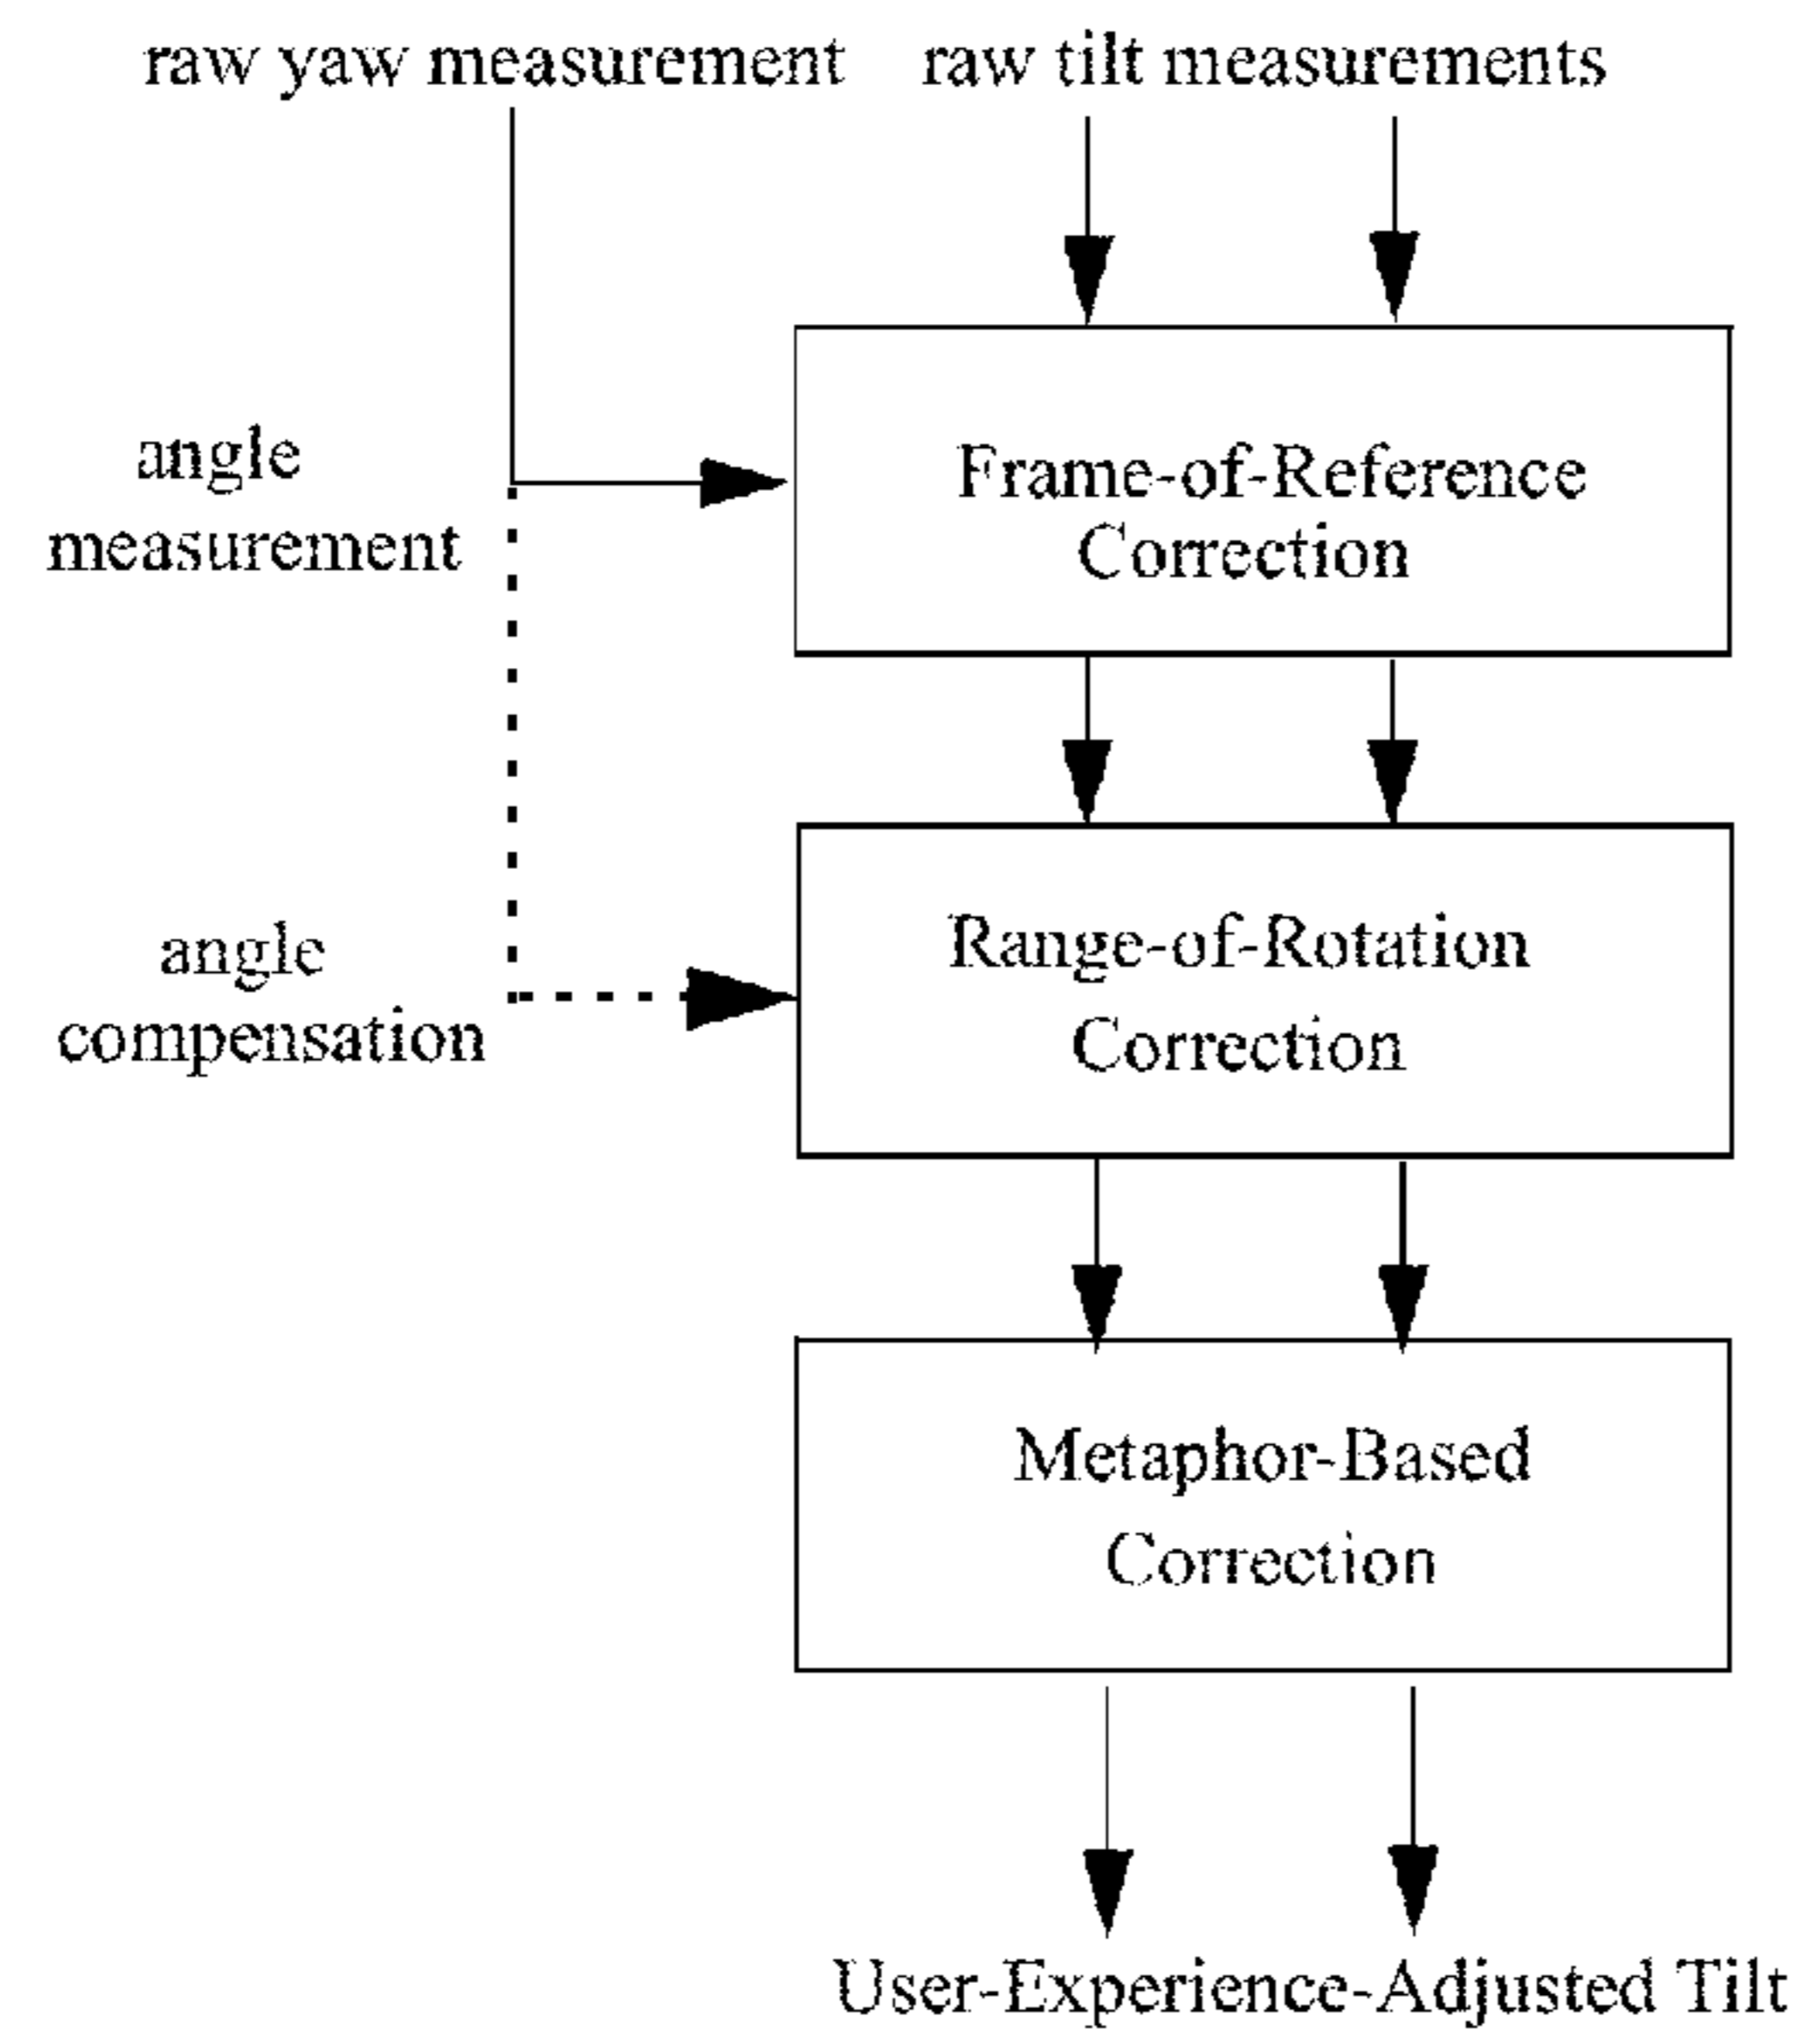 raw yaw measurement raw tilt measurements
angle
measurement
Frame-of-Reference
Correction
angle
compensation
Range-of-Rotation
Correction
Metaphor-Based
Correction
User-Experience-Adjusted Tilt